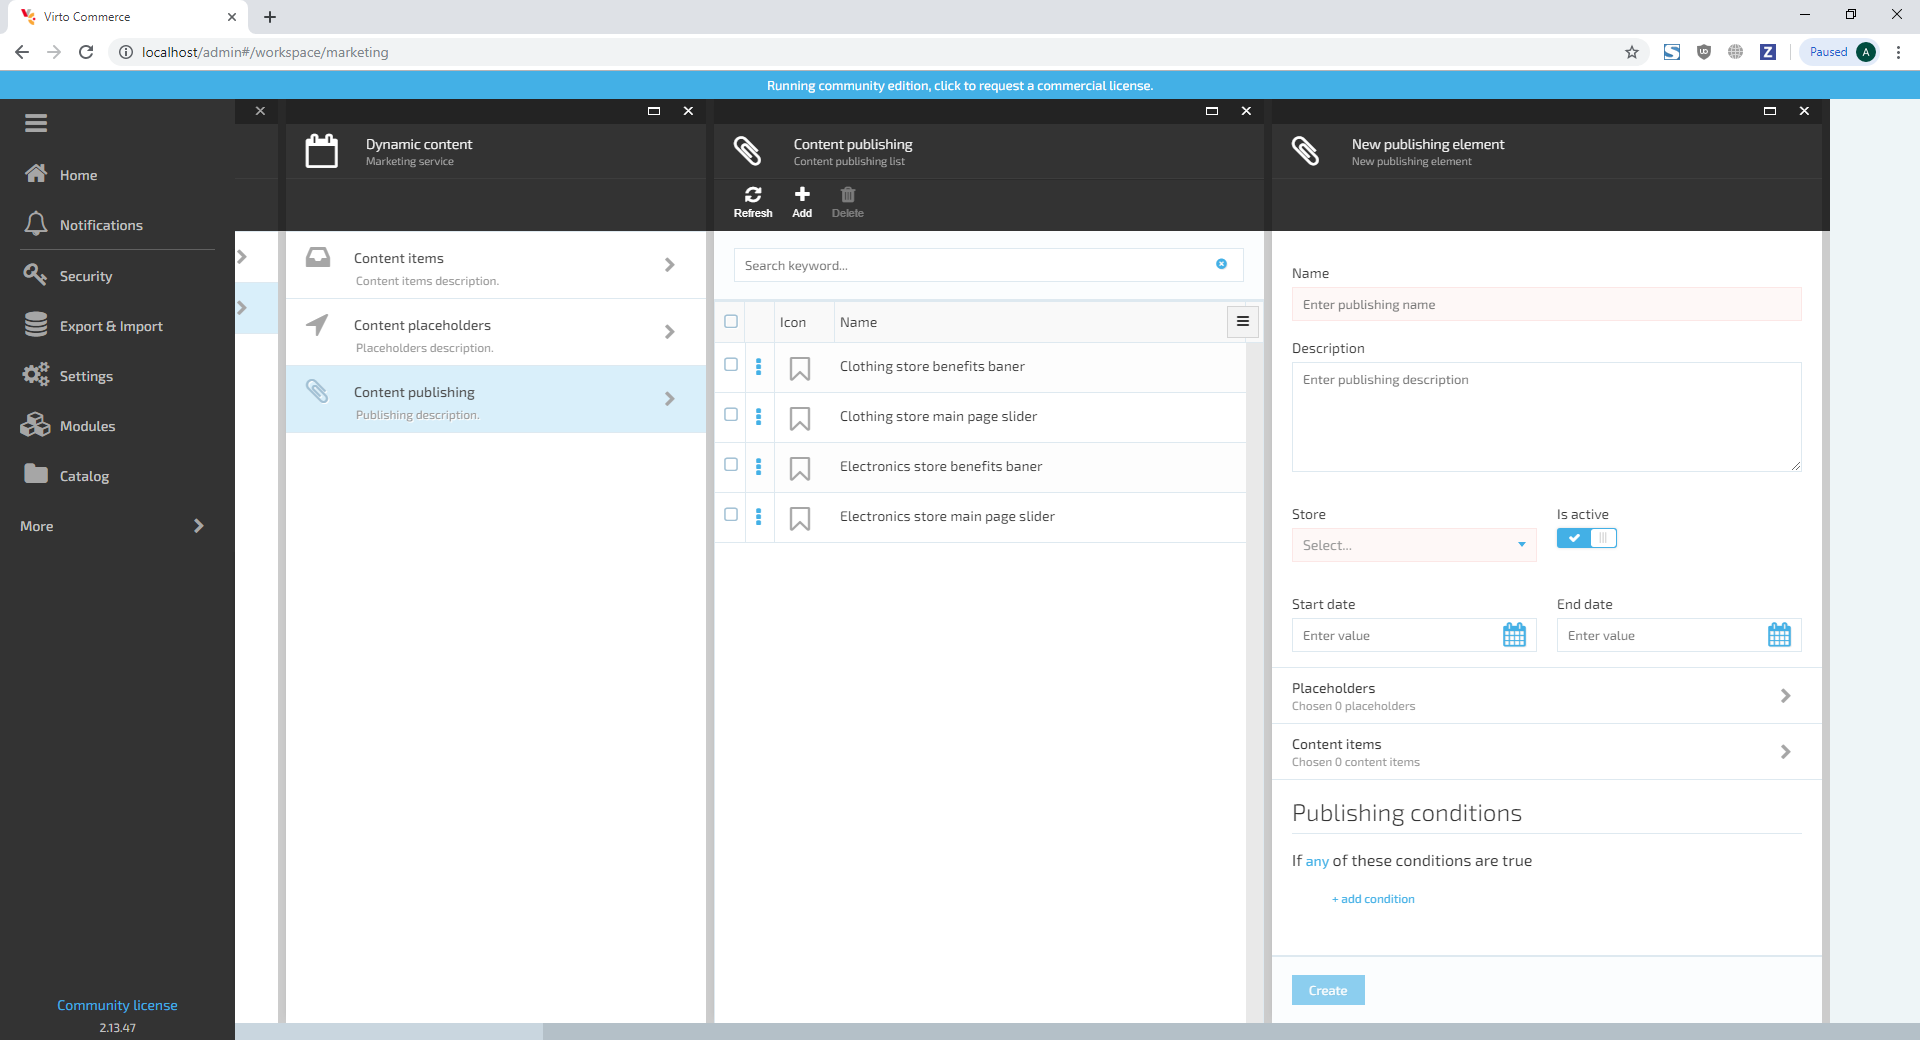 Virto Commerce
localhost/admin#/workspace/marketing
Paused
A
Running community edition, click to request a commercial license.
Home
Notifications
Security
Export & Import
Settings
Modules
Catalog
More
Community license
2.13.47
Dynamic content
Marketing service
Content items
Content items description.
Content placeholders
Placeholders description.
Content publishing
Publishing description.
Content publishing
Content publishing list
Refresh
Add
Delete
Search keyword...
Icon
Name
Clothing store benefits baner
Clothing store main page slider
Electronics store benefits baner
Electronics store main page slider
New publishing element
New publishing element
Name
Enter publishing name
Description
Enter publishing description
Store
Is active
Select...
Start date
End date
Enter value
Enter value
Placeholders
Chosen 0 placeholders
Content items
Chosen 0 content items
Publishing conditions
If any of these conditions are true
+ add condition
Create